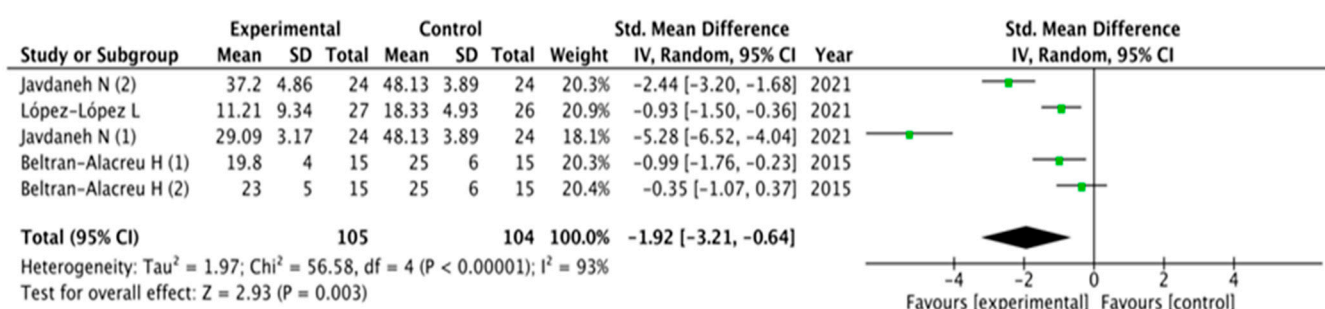 Experimental Control Std. Mean Difference Std. Mean Difference
Study or Subgroup Mean SD Total Mean SD Total Weight IV, Random, 95% CI Year IV, Random, 95% CI
Javdaneh N (2) 37.2 4.86 24 48.13 3.89 24 20.3% -2.44 [-3.20, -1.68] 2021
López-López L 11.21 9.34 27 18.33 4.93 26 20.9% -0.93 [-1.50, -0.36] 2021
Javdaneh N (1) 29.09 3.17 24 48.13 3.89 24 18.1% -5.28 [-6.52, -4.04] 2021
Beltran-Alacreu H (1) 19.8 4 15 25 6 15 20.3% -0.99 [-1.76, -0.23] 2015
Beltran-Alacreu H (2) 23 5 15 25 6 15 20.4% -0.35 [-1.07, 0.37] 2015
Total (95% CI) 105 104 100.0% -1.92 [-3.21, -0.64]
Heterogeneity: Tau² = 1.97; Chi² = 56.58, df = 4 (P < 0.00001); I² = 93%
Test for overall effect: Z = 2.93 (P = 0.003)
-4 -2 0 2 4
Favours [experimental] Favours [control]